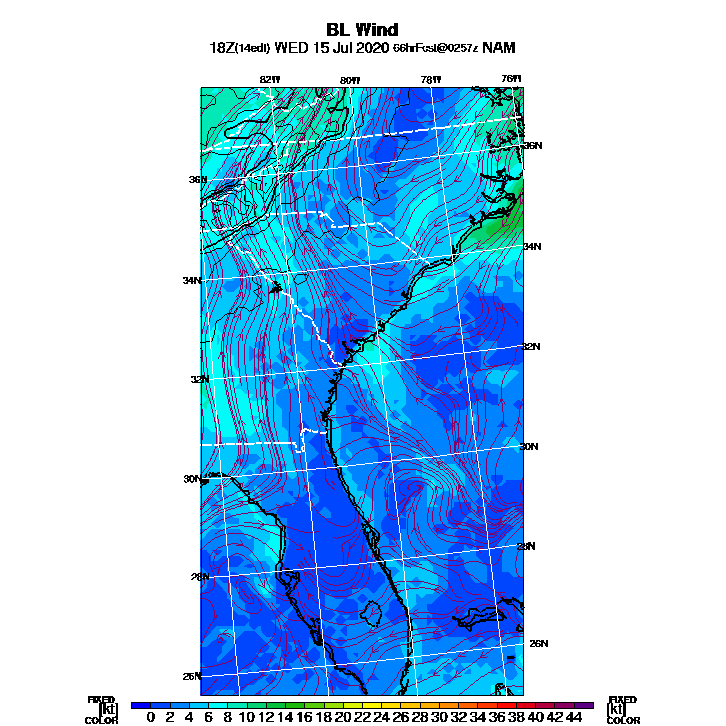 BL Wind
18Z(14edt) WED 15 Jul 2020 66hrFcst@0257z NAM
82W 80W 78W 76W
36N
36N
34N
34N
32N
32N
30N
30N
28N
28N
26N
26N
FIXED FIXED
[kt] 0 2 4 6 8 10 12 14 16 18 20 22 24 26 28 30 32 34 36 38 40 42 44 [kt]
COLOR COLOR